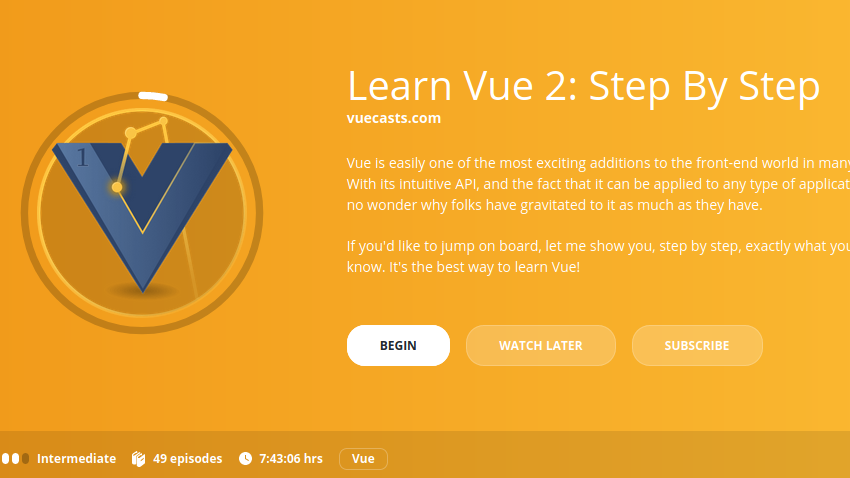 Learn Vue 2: Step By Step
vuecasts.com
Vue is easily one of the most exciting additions to the front-end world in many
With its intuitive API, and the fact that it can be applied to any type of applicat
no wonder why folks have gravitated to it as much as they have.
If you'd like to jump on board, let me show you, step by step, exactly what you
know. It's the best way to learn Vue!
BEGIN
WATCH LATER
SUBSCRIBE
1
Intermediate
49 episodes
7:43:06 hrs
Vue